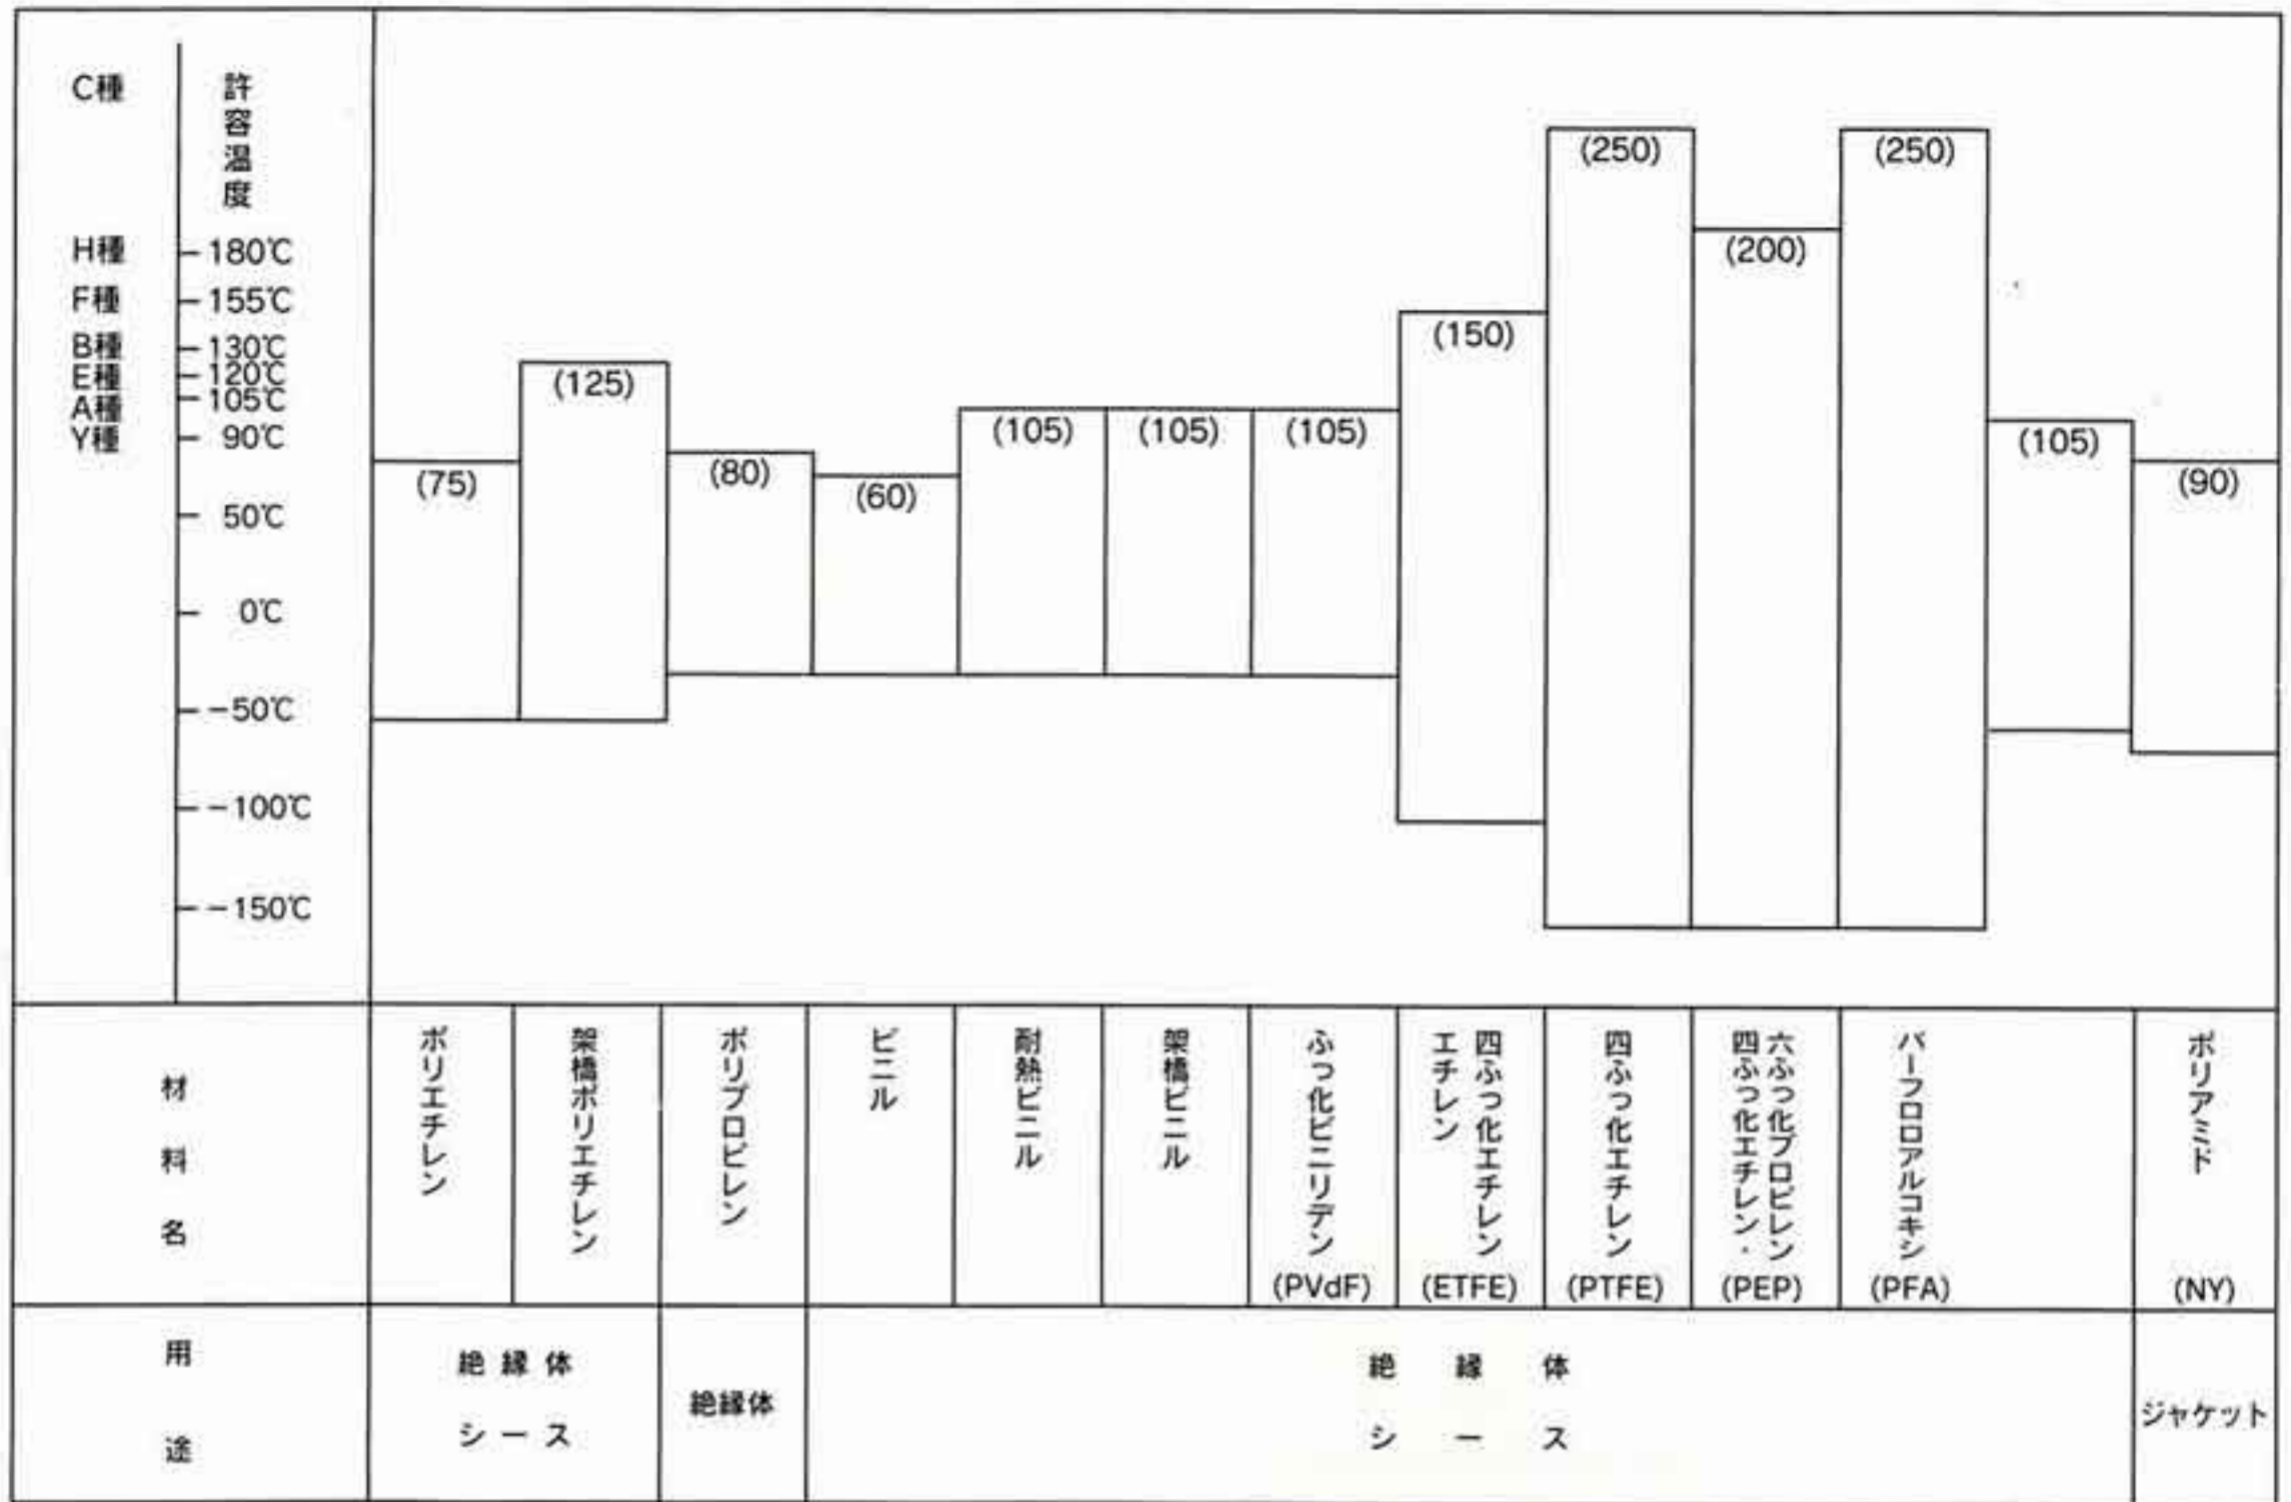 C種
許容温度
H種 180℃
F種 155℃
B種 130℃
E種 120℃
A種 105℃
Y種 90℃
50℃
0℃
-50℃
-100℃
-150℃
(75)
(125)
(80)
(60)
(105)
(105)
(105)
(150)
(250)
(200)
(250)
(105)
(90)
材料名
ポリエチレン
架橋ポリエチレン
ポリプロピレン
ビニル
耐熱ビニル
架橋ビニル
ふっ化ビニリデン
(PVdF)
四ふっ化エチレン
エチレン
(ETFE)
四ふっ化エチレン
(PTFE)
六ふっ化プロピレン
四ふっ化エチレン・
(PEP)
パーフロロアルコキシ
(PFA)
ポリアミド
(NY)
用途
絶縁体
シース
絶縁体
絶縁体
シース
ジャケット